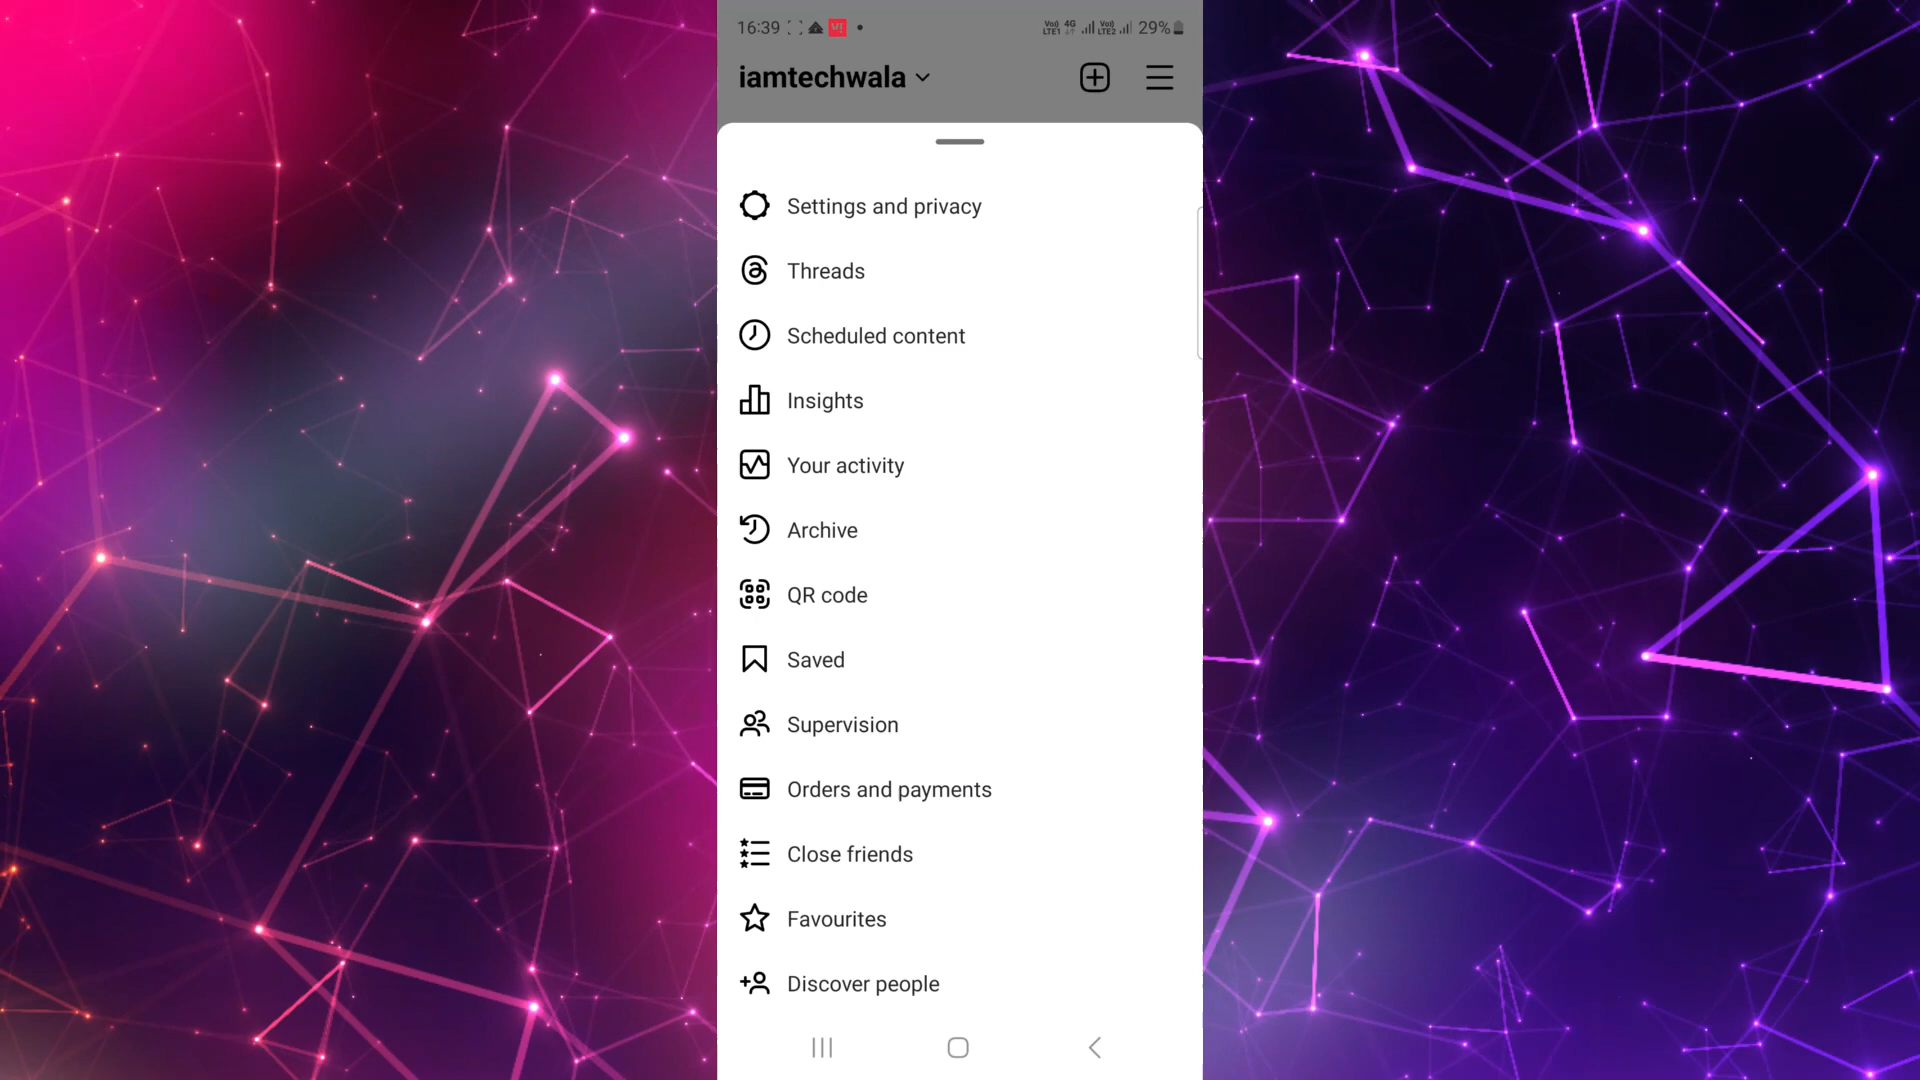 16:39 29%
iamtechwala
Settings and privacy
Threads
Scheduled content
Insights
Your activity
Archive
QR code
Saved
Supervision
Orders and payments
Close friends
Favourites
Discover people